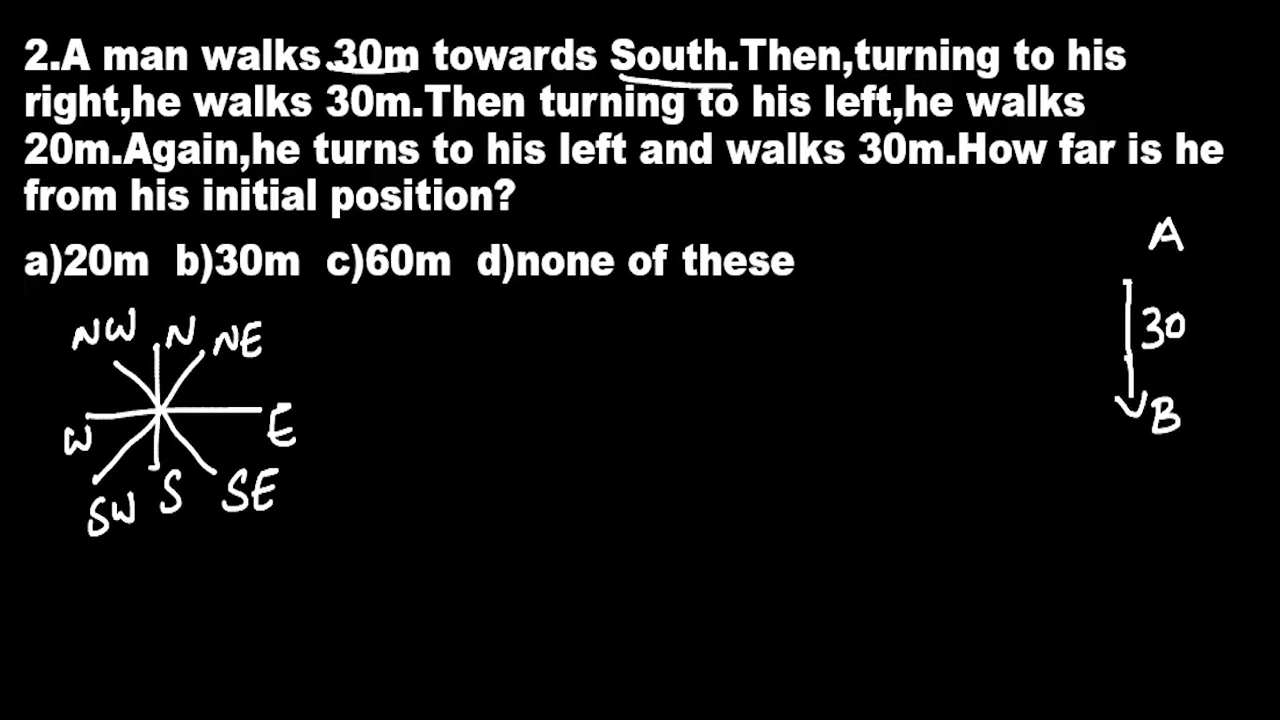 2.A man walks 30m towards South.Then,turning to his
right,he walks 30m.Then turning to his left,he walks
20m.Again,he turns to his left and walks 30m.How far is he
from his initial position?
a)20m b)30m c)60m d)none of these
A
NW N NE
30
W E
B
SW S SE